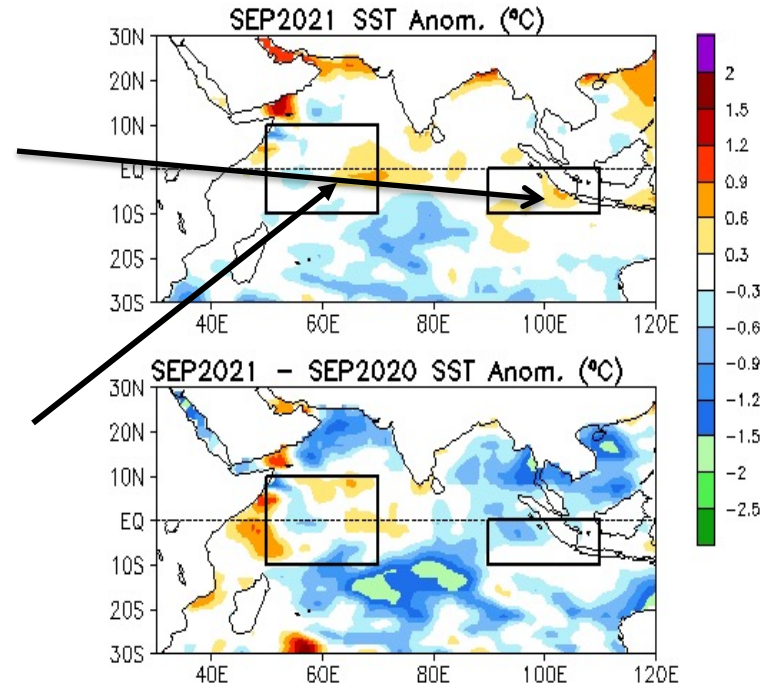 SEP2021 SST Anom. (ºC)
30N
20N
10N
EQ
10S
20S
30S
40E 60E 80E 100E 120E
SEP2021 - SEP2020 SST Anom. (ºC)
30N
20N
10N
EQ
10S
20S
30S
40E 60E 80E 100E 120E
2
1.5
1.2
0.9
0.6
0.3
-0.3
-0.6
-0.9
-1.2
-1.5
-2
-2.5